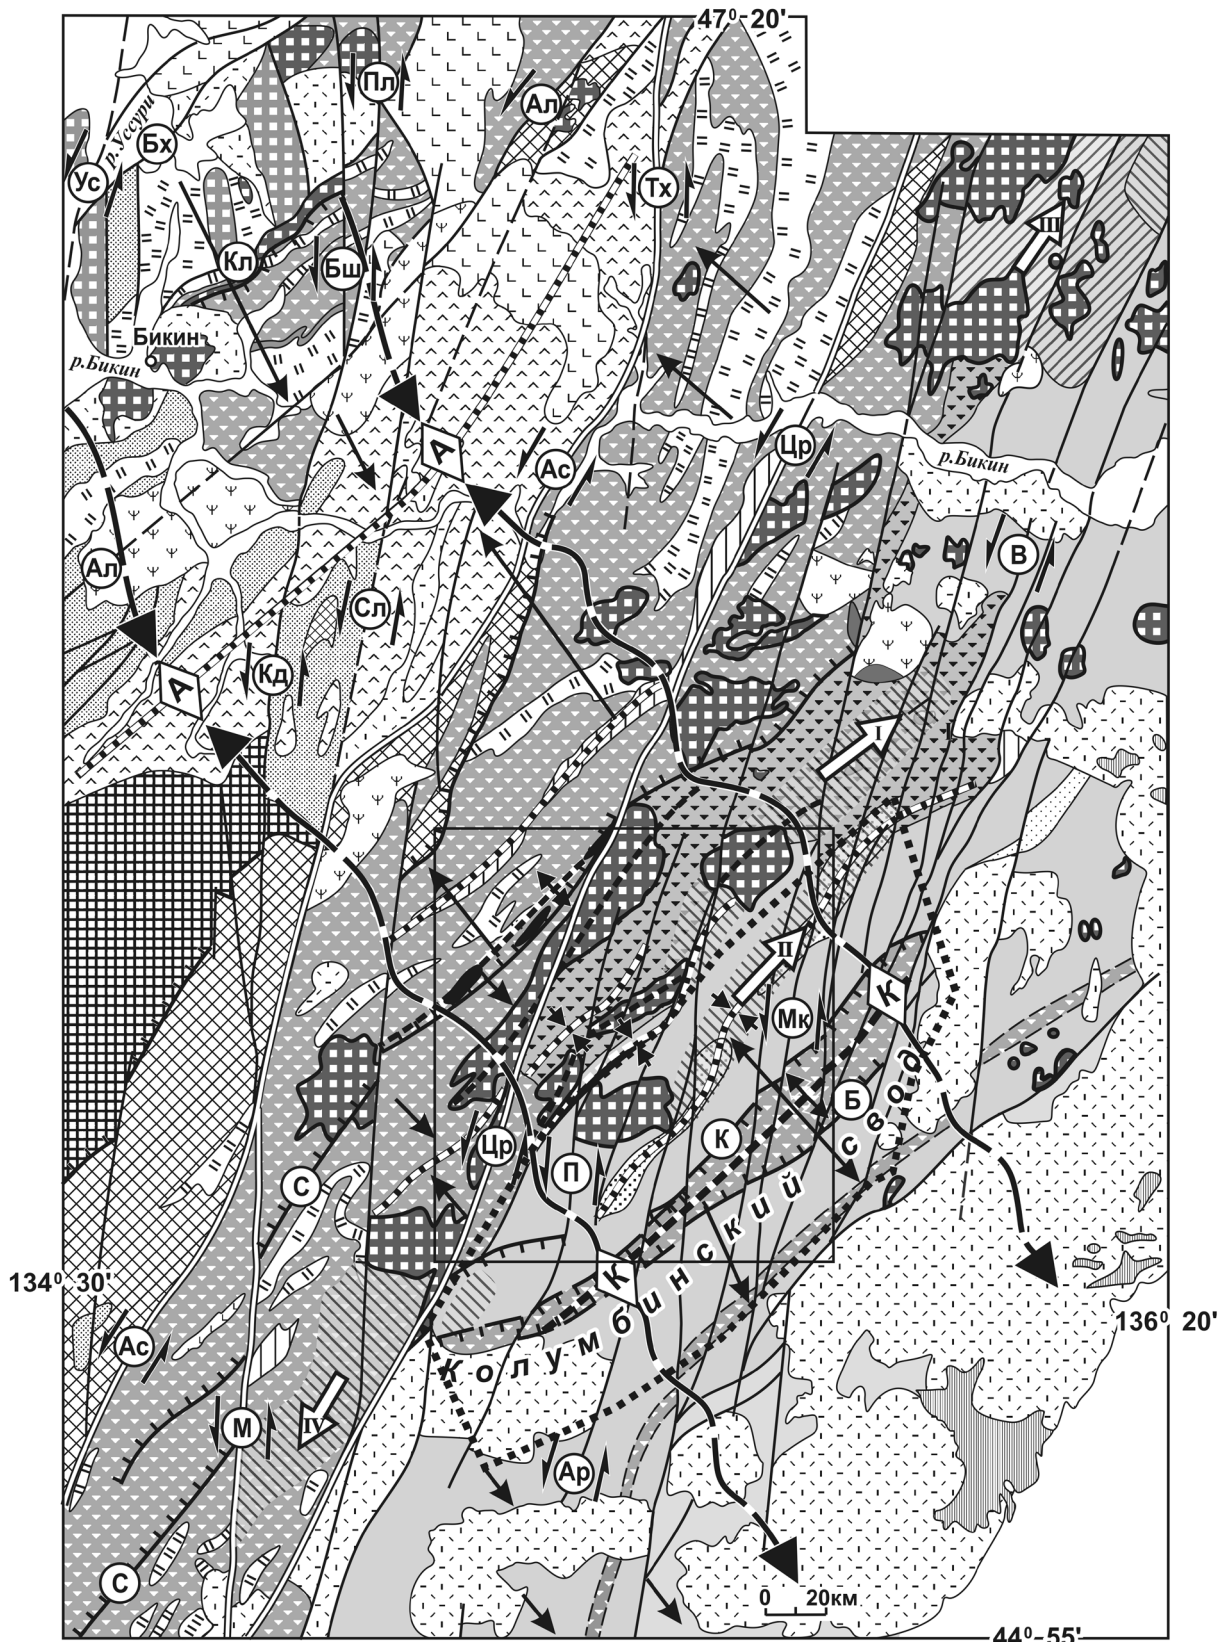 47⁰ 20'
Пл
Ал
р.Уссури
Бх
Ус
Тх
III
Кл
Бш
Бикин
р.Бикин
А
Цр
Ас
р.Бикин
В
Ал
Сл
Кд
А
I
II
К
Мк
Б
К
Цр
П
С
К
Колумбинский свод
134⁰ 30'
136⁰ 20'
Ас
IV
М
Ар
С
0 20км
44⁰ 55'